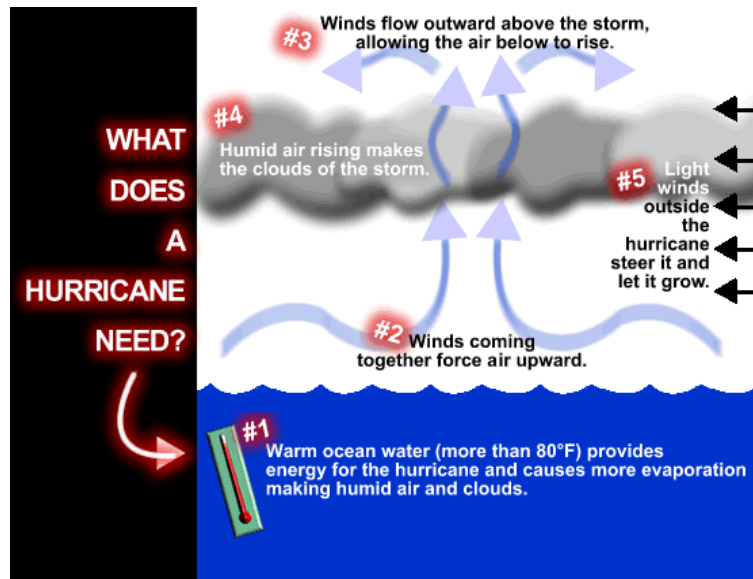 WHAT
DOES
A
HURRICANE
NEED?
#1
Warm ocean water (more than 80°F) provides
energy for the hurricane and causes more evaporation
making humid air and clouds.
#2
Winds coming
together force air upward.
#3
Winds flow outward above the storm,
allowing the air below to rise.
#4
Humid air rising makes
the clouds of the storm.
#5
Light
winds
outside
the
hurricane
steer it and
let it grow.